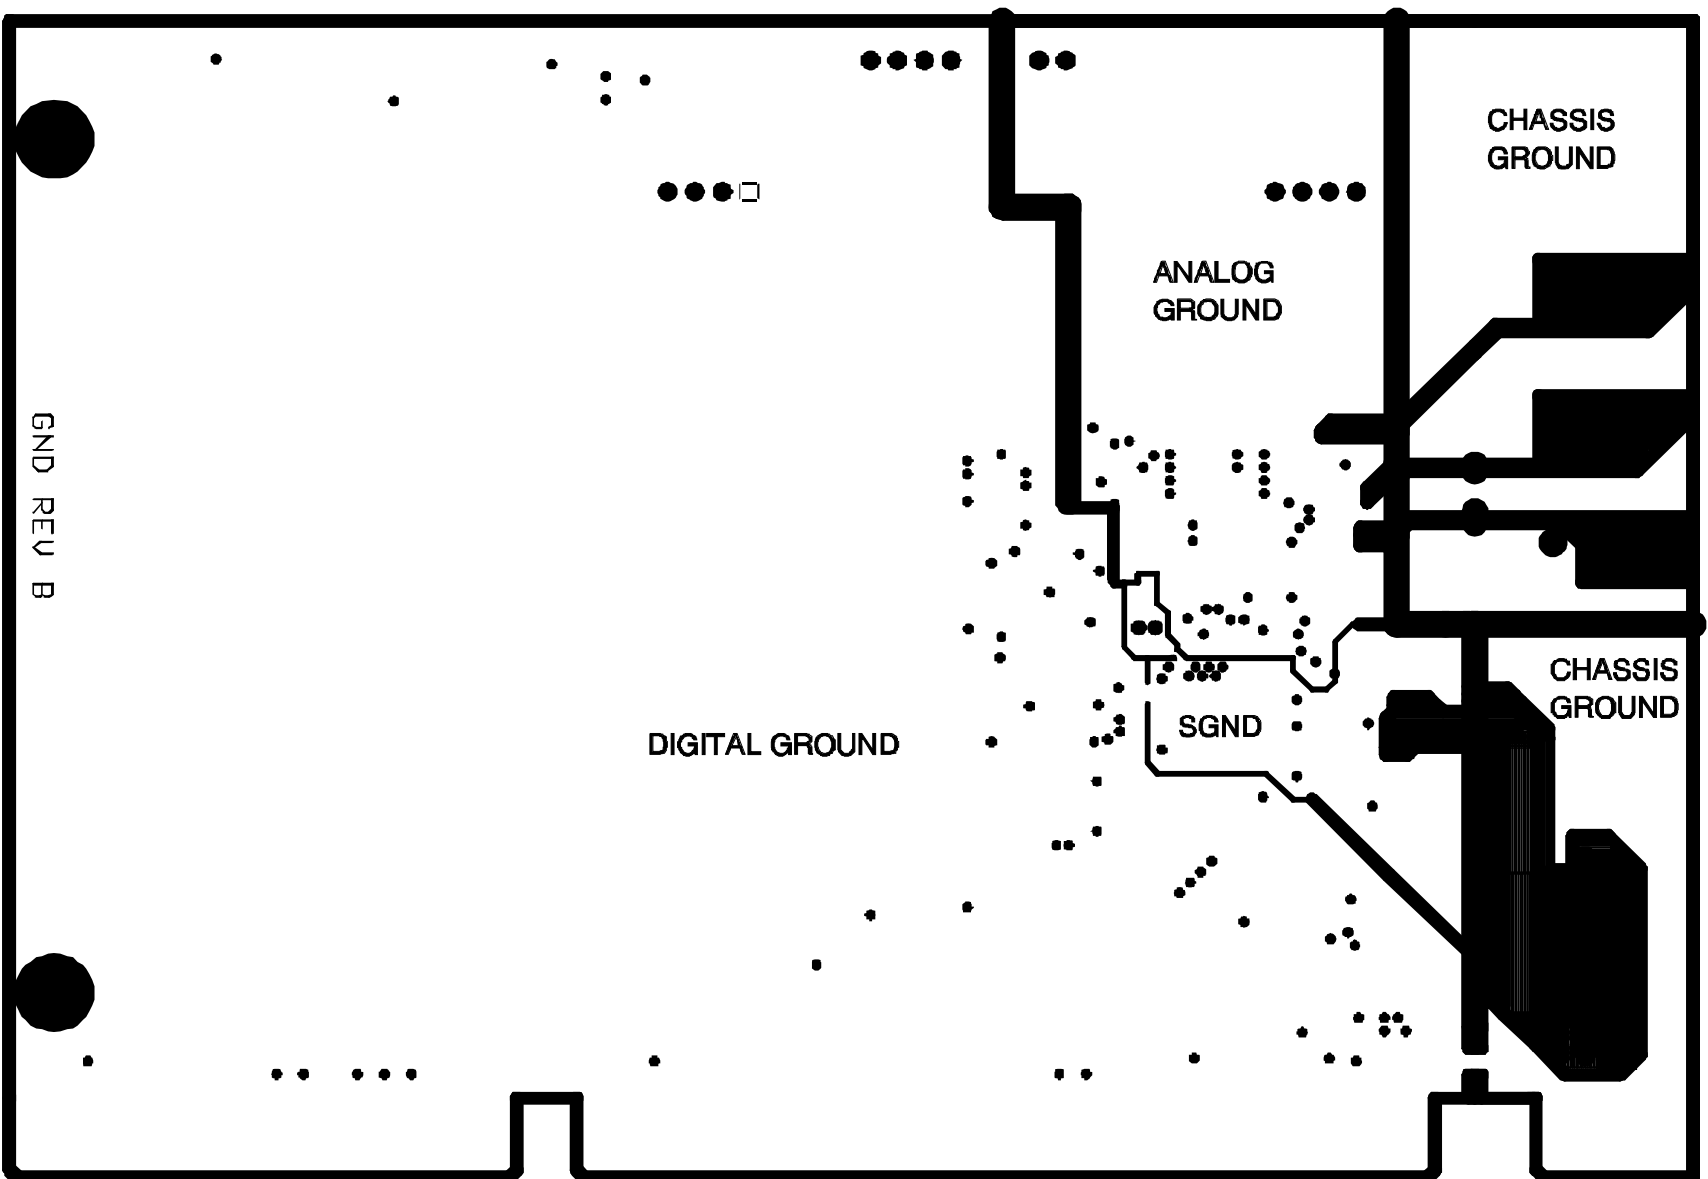 CHASSIS
GROUND
ANALOG
GROUND
GND REV B
CHASSIS
GROUND
SGND
DIGITAL GROUND